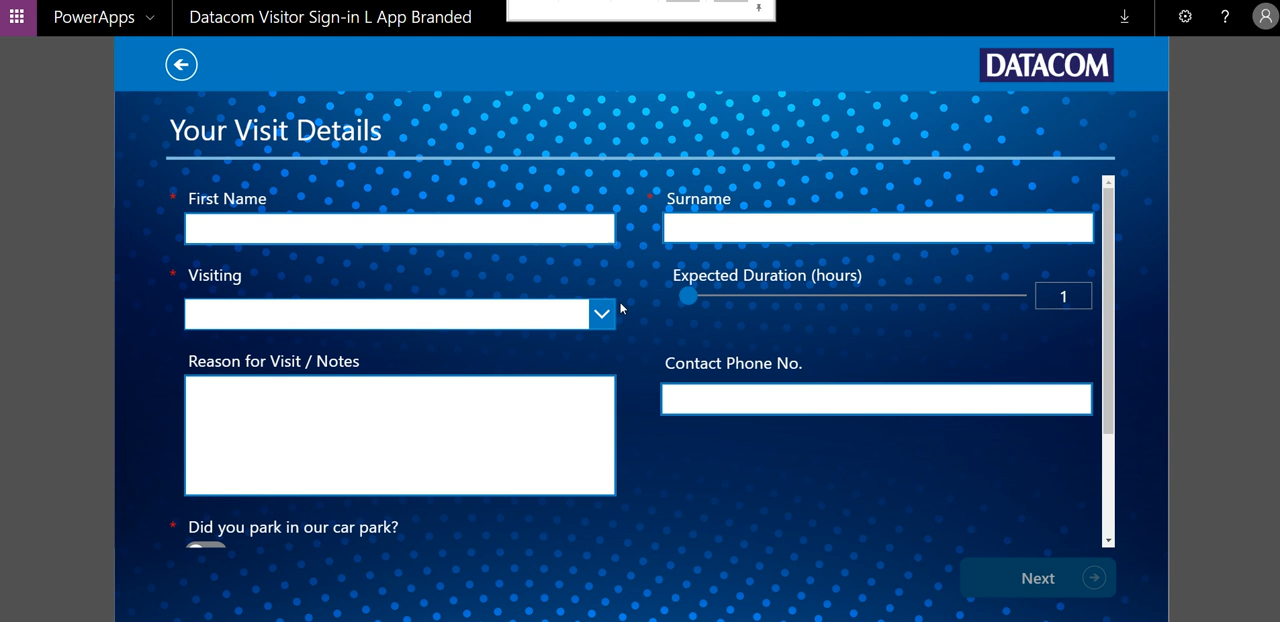 PowerApps
Datacom Visitor Sign-in L App Branded
?
DATACOM
Your Visit Details
* First Name
* Surname
* Visiting
Expected Duration (hours)
1
Reason for Visit / Notes
Contact Phone No.
* Did you park in our car park?
Next